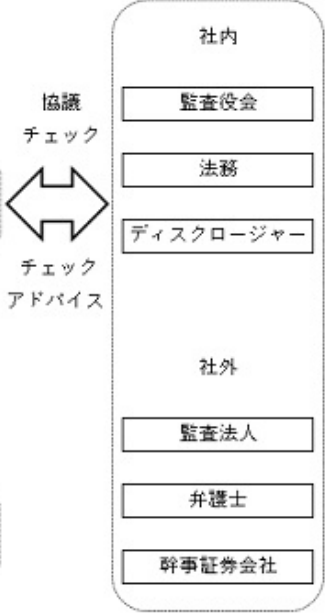 協議
チェック
チェック
アドバイス
社内
監査役会
法務
ディスクロージャー
社外
監査法人
弁護士
幹事証券会社